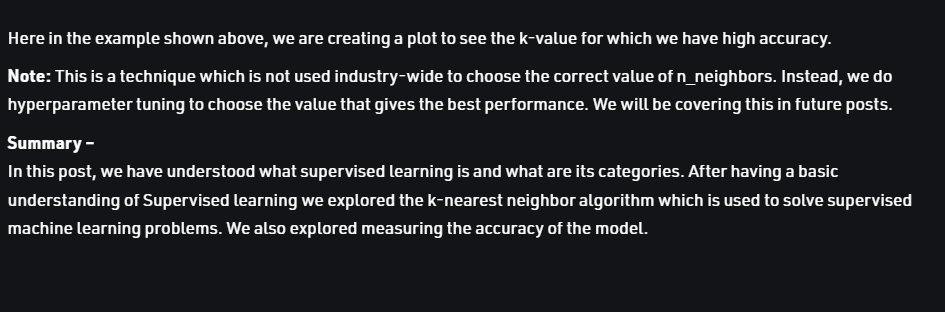 Here in the example shown above, we are creating a plot to see the k-value for which we have high accuracy.
Note: This is a technique which is not used industry-wide to choose the correct value of n_neighbors. Instead, we do
hyperparameter tuning to choose the value that gives the best performance. We will be covering this in future posts.
Summary –
In this post, we have understood what supervised learning is and what are its categories. After having a basic
understanding of Supervised learning we explored the k-nearest neighbor algorithm which is used to solve supervised
machine learning problems. We also explored measuring the accuracy of the model.